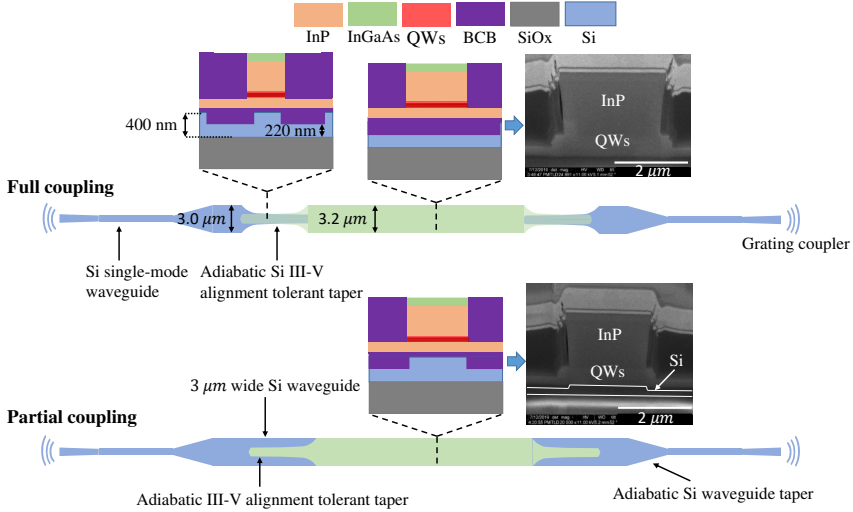 InP InGaAs QWs BCB SiOx Si
400 nm
220 nm
InP
QWs
2 μm
Full coupling
3.0 μm
3.2 μm
Si single-mode
waveguide
Adiabatic Si III-V
alignment tolerant taper
Grating coupler
InP
QWs
Si
2 μm
3 μm wide Si waveguide
Partial coupling
Adiabatic III-V alignment tolerant taper
Adiabatic Si waveguide taper